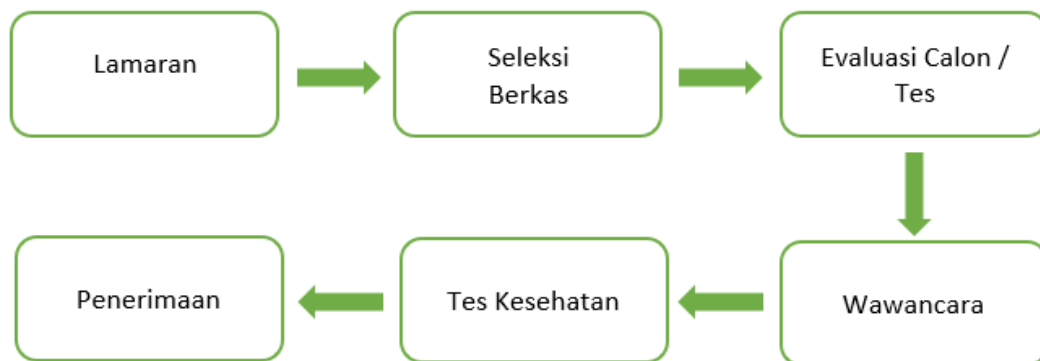 Lamaran
Seleksi
Berkas
Evaluasi Calon /
Tes
Wawancara
Tes Kesehatan
Penerimaan